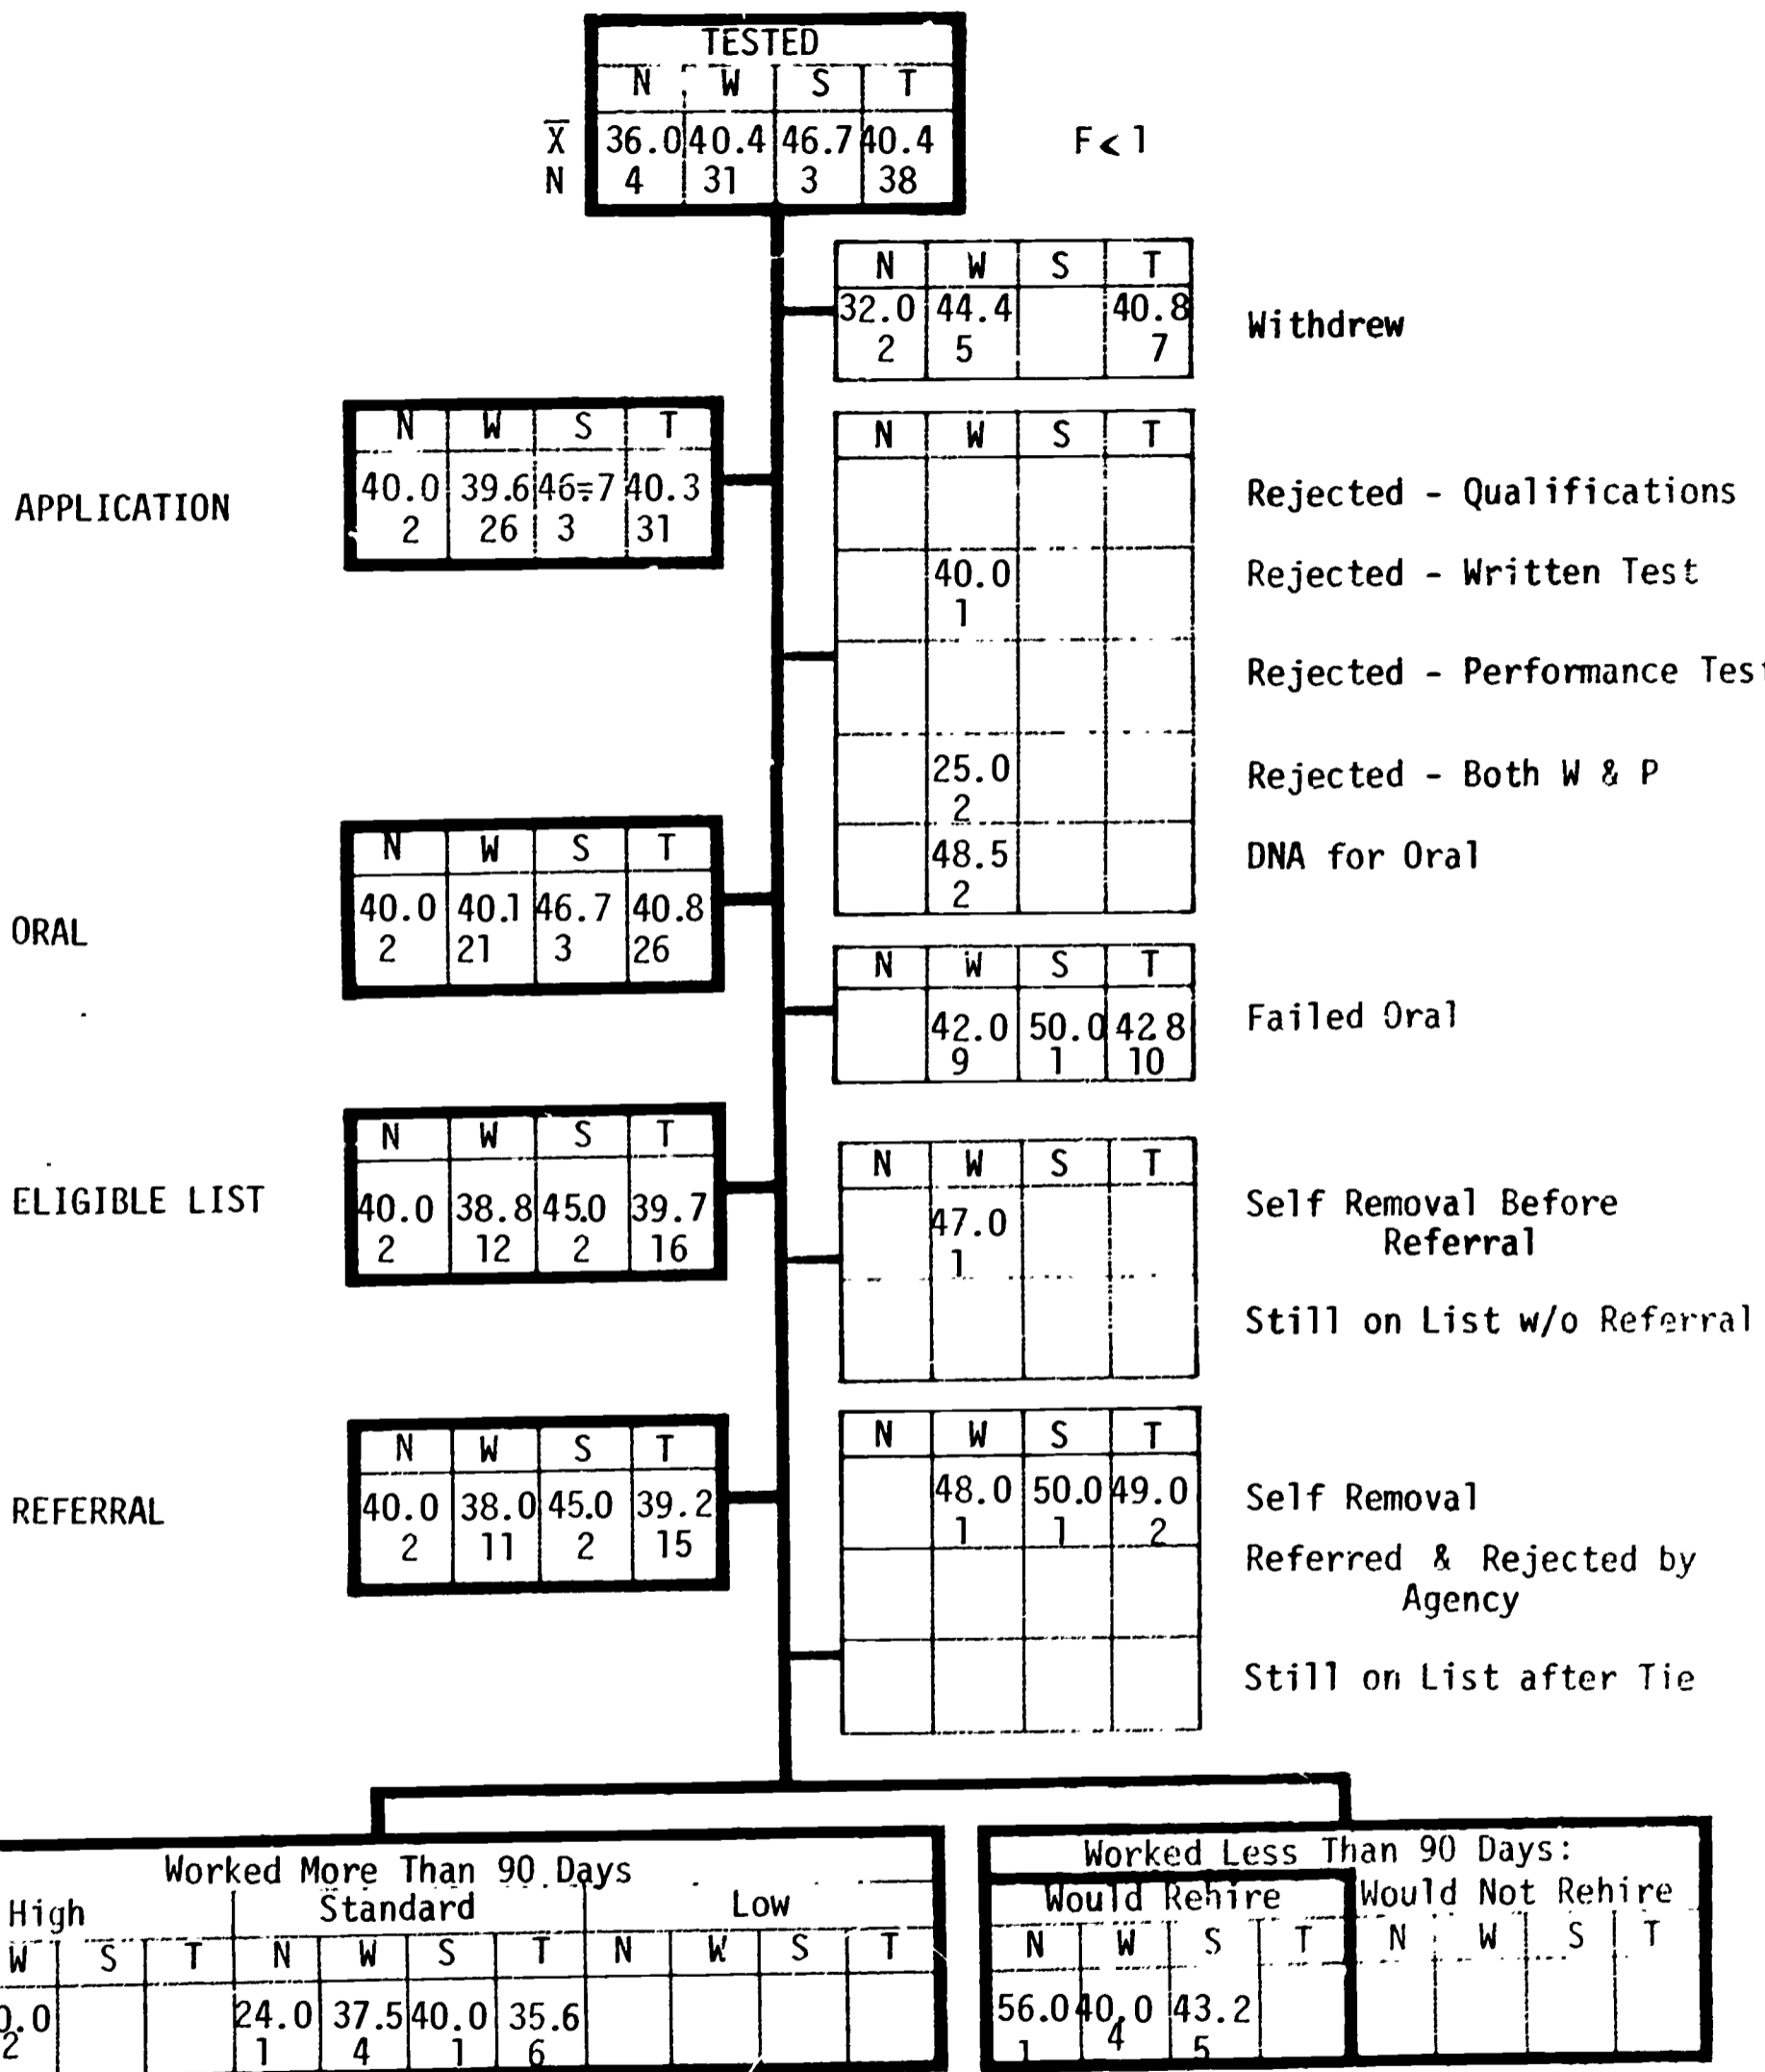 TESTED
N W S T
X̄ 36.0 40.4 46.7 40.4 F < 1
N 4 31 3 38
N W S T
32.0 44.4 40.8 Withdrew
2 5 7
APPLICATION
N W S T
40.0 39.6 46.7 40.3
2 26 3 31
N W S T
Rejected - Qualifications
40.0 Rejected - Written Test
1
Rejected - Performance Test
25.0 Rejected - Both W & P
2
48.5 DNA for Oral
2
ORAL
N W S T
40.0 40.1 46.7 40.8
2 21 3 26
N W S T
42.0 50.0 42.8 Failed Oral
9 1 10
ELIGIBLE LIST
N W S T
40.0 38.8 45.0 39.7
2 12 2 16
N W S T
47.0 Self Removal Before
1 Referral
Still on List w/o Referral
REFERRAL
N W S T
40.0 38.0 45.0 39.2
2 11 2 15
N W S T
48.0 50.0 49.0 Self Removal
1 1 2
Referred & Rejected by
Agency
Still on List after Tie
Worked More Than 90 Days
High Standard Low
W S T N W S T N W S T
0.0 24.0 37.5 40.0 35.6
2 1 4 1 6
Worked Less Than 90 Days:
Would Rehire Would Not Rehire
N W S T N W S T
56.0 40.0 43.2
1 4 5